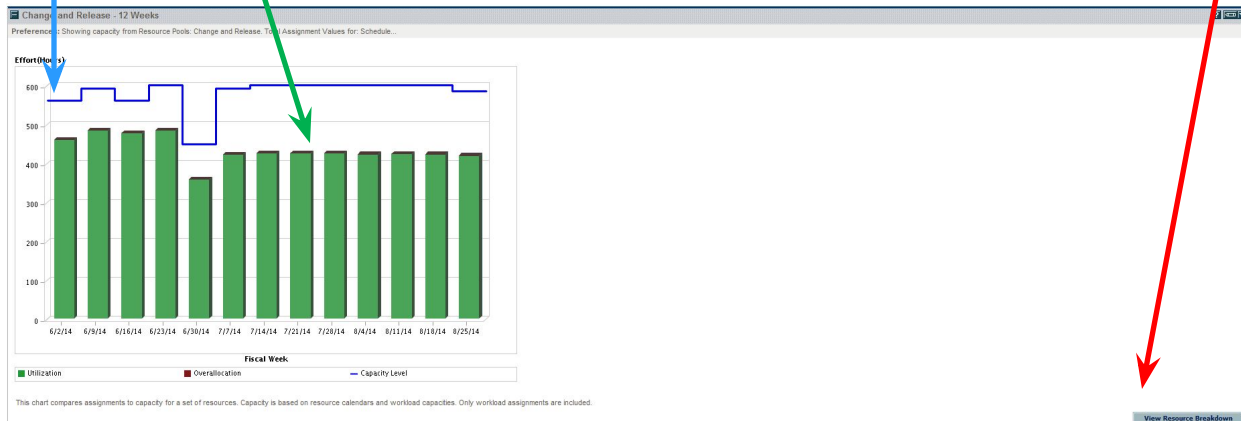 Change and Release - 12 Weeks
Showing capacity from Resource Pools: Change and Release. Total Assignment Values for: Schedule...
Effort(Hours)
600
500
400
300
200
100
0
6/2/14 6/9/14 6/16/14 6/23/14 6/30/14 7/7/14 7/14/14 7/21/14 7/28/14 8/4/14 8/11/14 8/18/14 8/25/14
Fiscal Week
Utilization Overallocation Capacity Level
This chart compares assignments to capacity for a set of resources. Capacity is based on resource calendars and workload capacities. Only workload assignments are included.
View Resource Breakdown